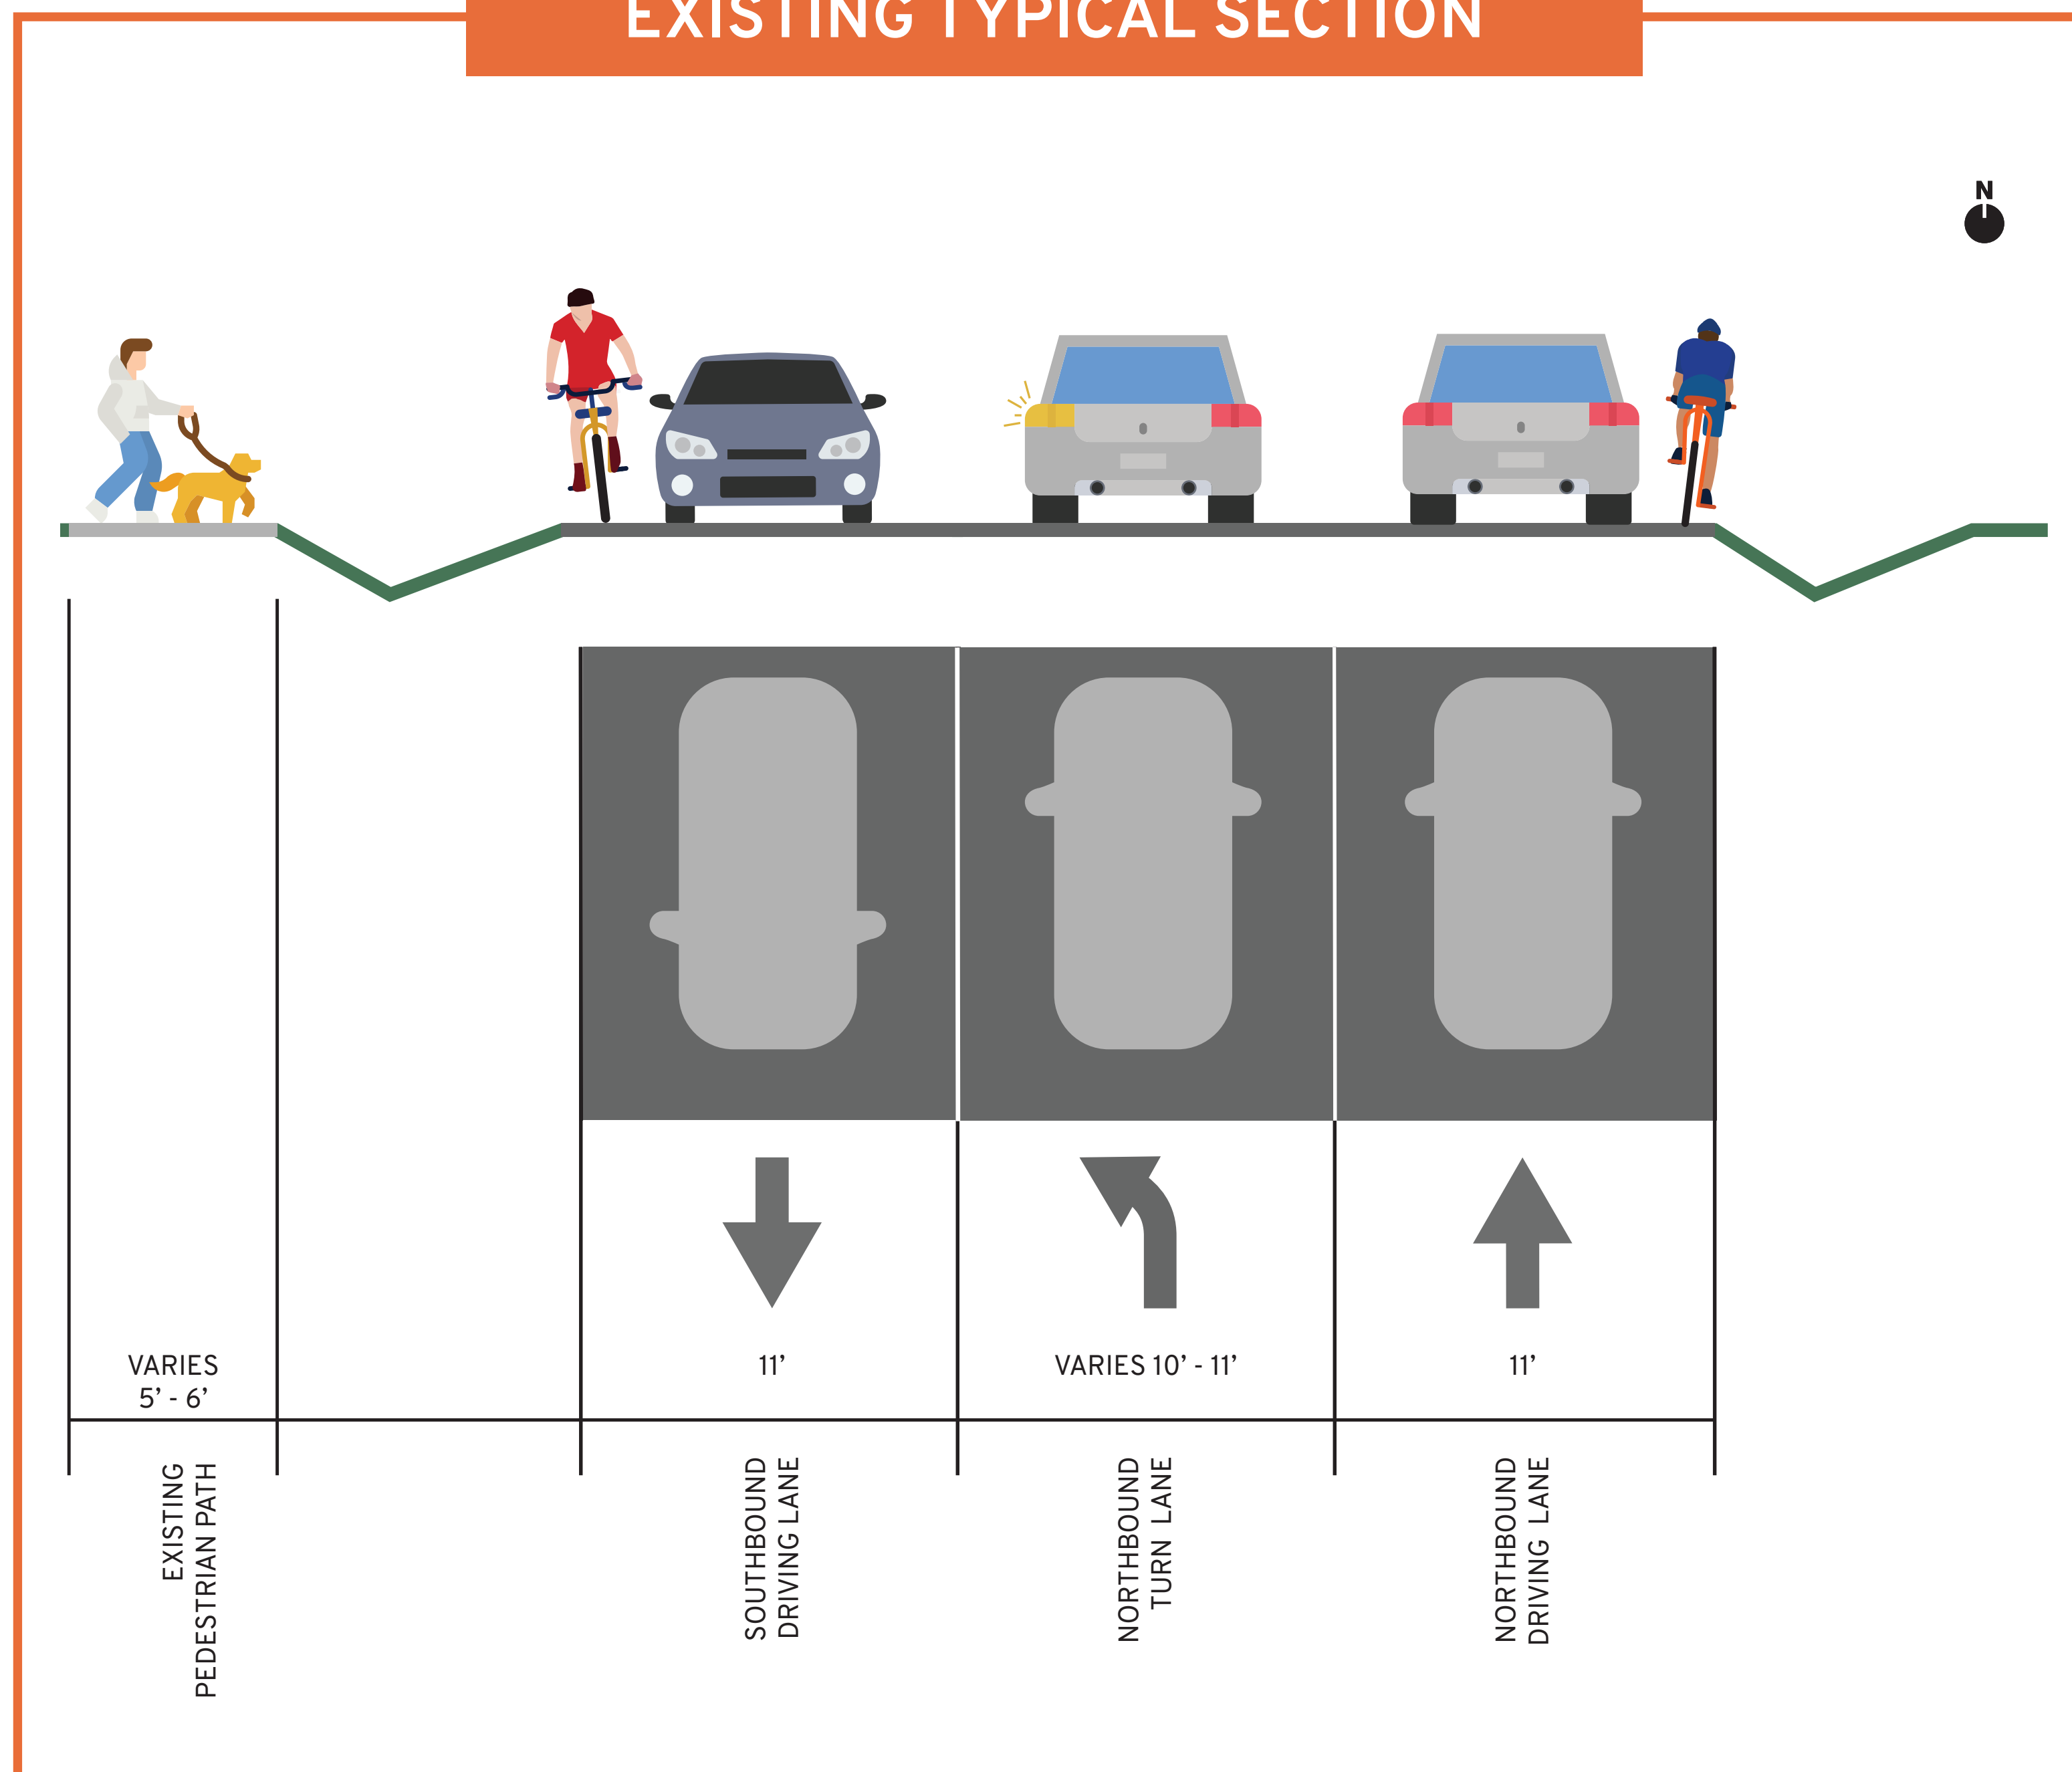 EXISTING TYPICAL SECTION
N
VARIES
5’ - 6’
11’
VARIES 10’ - 11’
11’
EXISTING
PEDESTRIAN PATH
SOUTHBOUND
DRIVING LANE
NORTHBOUND
TURN LANE
NORTHBOUND
DRIVING LANE